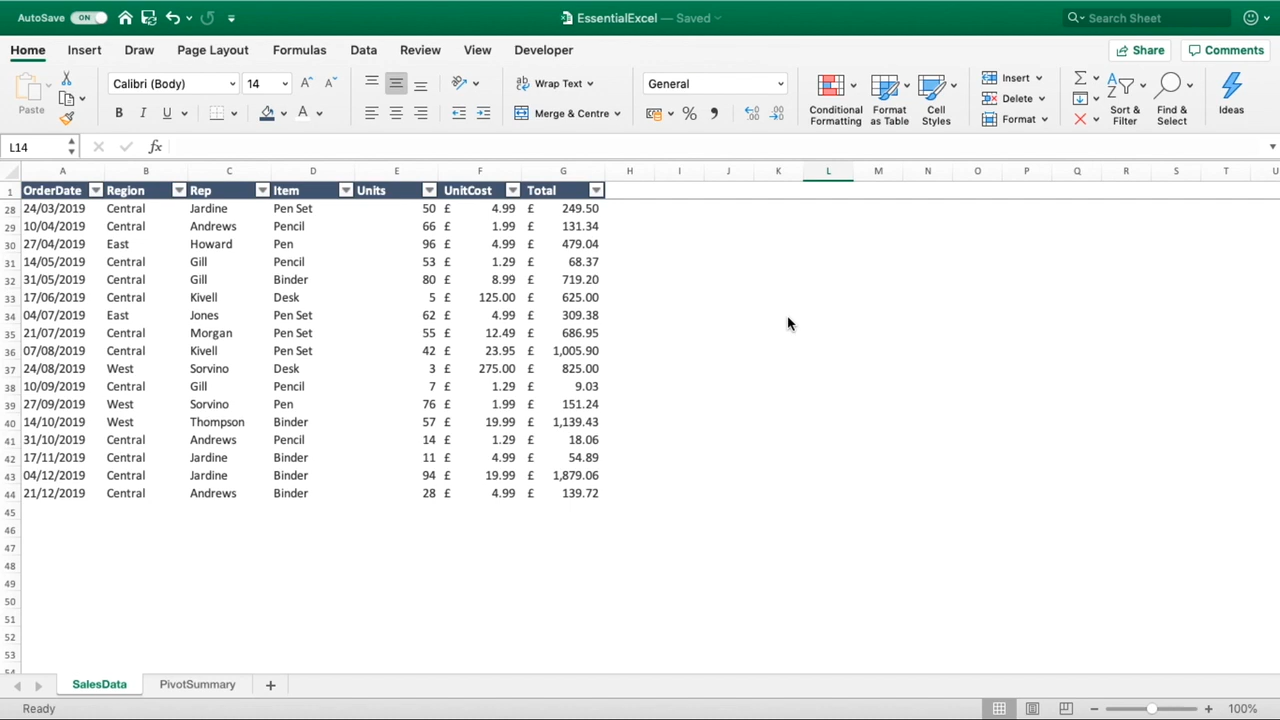 AutoSave ON EssentialExcel — Saved Search Sheet
Home Insert Draw Page Layout Formulas Data Review View Developer Share Comments
Paste Calibri (Body) 14 Wrap Text General Insert
B I U Merge & Centre Delete
Conditional Formatting Format as Table Cell Styles Format Sort & Filter Find & Select Ideas
L14 fx
A B C D E F G H I J K L M N O P Q R S T U
1 OrderDate Region Rep Item Units UnitCost Total
28 24/03/2019 Central Jardine Pen Set 50 £ 4.99 £ 249.50
29 10/04/2019 Central Andrews Pencil 66 £ 1.99 £ 131.34
30 27/04/2019 East Howard Pen 96 £ 4.99 £ 479.04
31 14/05/2019 Central Gill Pencil 53 £ 1.29 £ 68.37
32 31/05/2019 Central Gill Binder 80 £ 8.99 £ 719.20
33 17/06/2019 Central Kivell Desk 5 £ 125.00 £ 625.00
34 04/07/2019 East Jones Pen Set 62 £ 4.99 £ 309.38
35 21/07/2019 Central Morgan Pen Set 55 £ 12.49 £ 686.95
36 07/08/2019 Central Kivell Pen Set 42 £ 23.95 £ 1,005.90
37 24/08/2019 West Sorvino Desk 3 £ 275.00 £ 825.00
38 10/09/2019 Central Gill Pencil 7 £ 1.29 £ 9.03
39 27/09/2019 West Sorvino Pen 76 £ 1.99 £ 151.24
40 14/10/2019 West Thompson Binder 57 £ 19.99 £ 1,139.43
41 31/10/2019 Central Andrews Pencil 14 £ 1.29 £ 18.06
42 17/11/2019 Central Jardine Binder 11 £ 4.99 £ 54.89
43 04/12/2019 Central Jardine Binder 94 £ 19.99 £ 1,879.06
44 21/12/2019 Central Andrews Binder 28 £ 4.99 £ 139.72
45
46
47
48
49
50
51
52
53
54
SalesData PivotSummary
Ready 100%